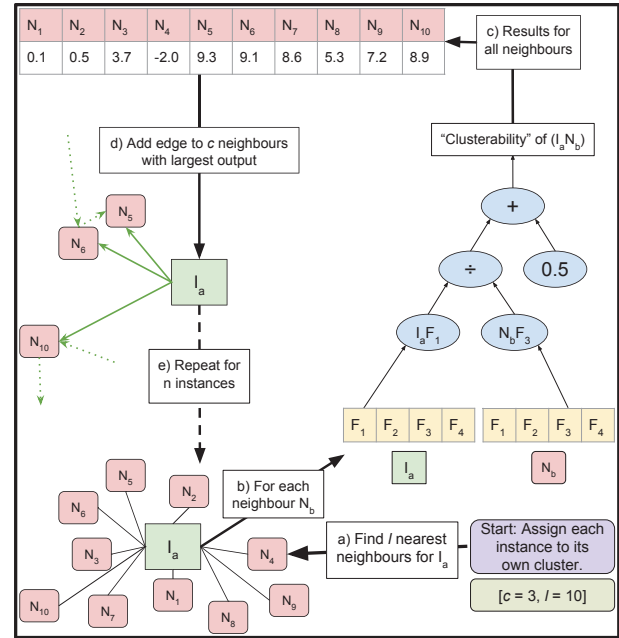 N1 N2 N3 N4 N5 N6 N7 N8 N9 N10
0.1 0.5 3.7 -2.0 9.3 9.1 8.6 5.3 7.2 8.9
c) Results for
all neighbours
d) Add edge to c neighbours
with largest output
"Clusterability" of (IaNb)
N5
N6
Ia
N10
+
÷
0.5
IaF1
NbF3
e) Repeat for
n instances
F1 F2 F3 F4
F1 F2 F3 F4
Ia
Nb
N5
N2
N6
b) For each
neighbour Nb
N3
Ia
N4
a) Find l nearest
neighbours for Ia
Start: Assign each
instance to its
own cluster.
N10
N7
N1
N8
N9
[c = 3, l = 10]